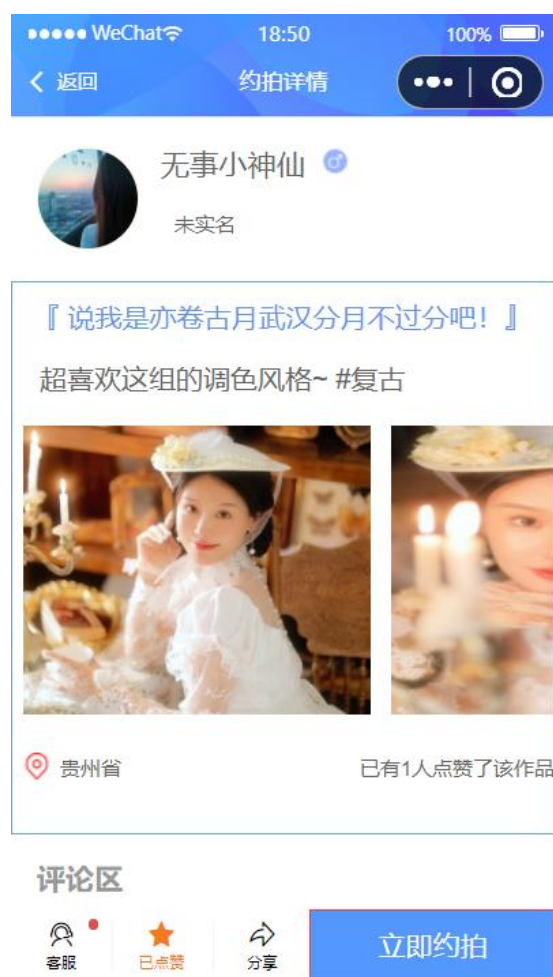 WeChat 18:50 100%
返回 约拍详情
无事小神仙
未实名
『 说我是亦卷古月武汉分月不过分吧！』
超喜欢这组的调色风格~ #复古
贵州省 已有1人点赞了该作品
评论区
客服 已点赞 分享 立即约拍